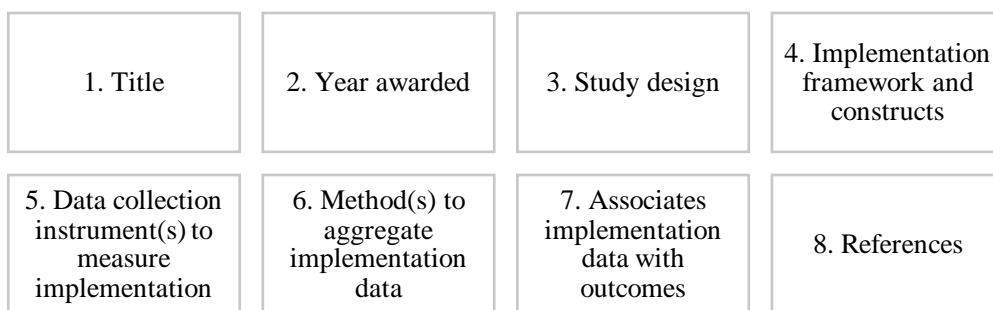 1. Title
2. Year awarded
3. Study design
4. Implementation
framework and
constructs
5. Data collection
instrument(s) to
measure
implementation
6. Method(s) to
aggregate
implementation
data
7. Associates
implementation
data with
outcomes
8. References